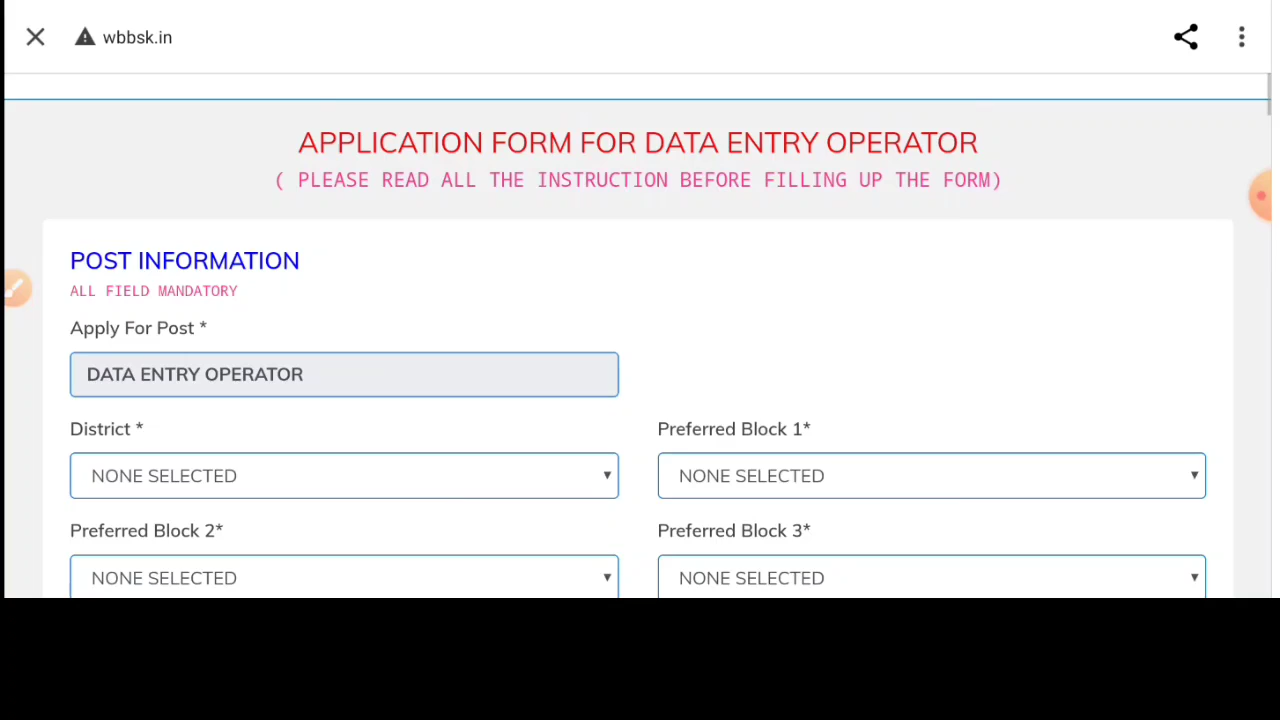 wbbsk.in
APPLICATION FORM FOR DATA ENTRY OPERATOR
( PLEASE READ ALL THE INSTRUCTION BEFORE FILLING UP THE FORM)
POST INFORMATION
ALL FIELD MANDATORY
Apply For Post *
DATA ENTRY OPERATOR
District *
Preferred Block 1*
NONE SELECTED
NONE SELECTED
Preferred Block 2*
Preferred Block 3*
NONE SELECTED
NONE SELECTED